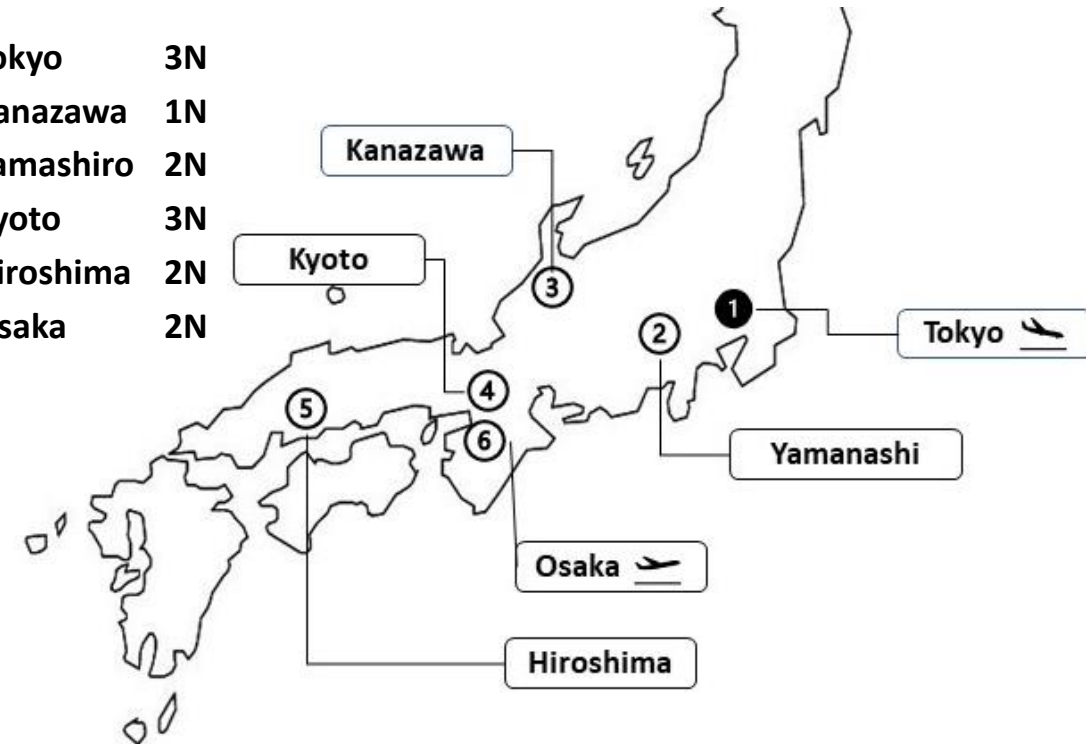 okyo 3N
anazawa 1N
amashiro 2N
yoto 3N
iroshima 2N
saka 2N
Kanazawa
Kyoto
3
1
2
Tokyo
4
5
6
Yamanashi
Osaka
Hiroshima